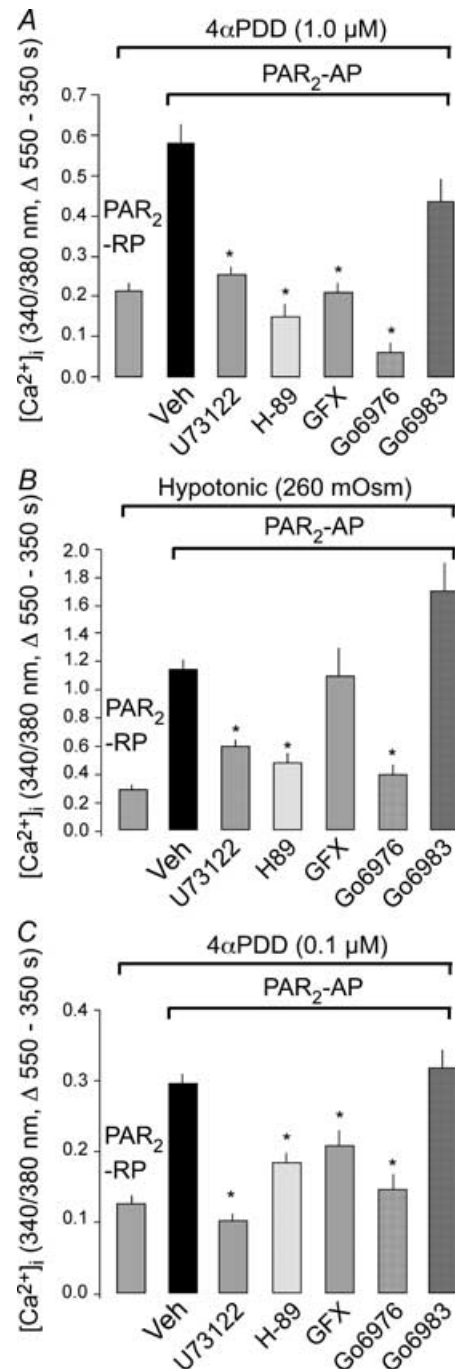 A
4αPDD (1.0 µM)
PAR2-AP
[Ca2+]i (340/380 nm, Δ 550 - 350 s)
0.7
0.6
0.5
0.4
0.3
0.2
0.1
0.0
PAR2
-RP
*
*
*
*
Veh
U73122
H-89
GFX
Go6976
Go6983
B
Hypotonic (260 mOsm)
PAR2-AP
[Ca2+]i (340/380 nm, Δ 550 - 350 s)
2.0
1.8
1.6
1.4
1.2
1.0
0.8
0.6
0.4
0.2
0.0
PAR2
-RP
*
*
*
Veh
U73122
H89
GFX
Go6976
Go6983
C
4αPDD (0.1 µM)
PAR2-AP
[Ca2+]i (340/380 nm, Δ 550 - 350 s)
0.3
0.2
0.1
0.0
PAR2
-RP
*
*
*
*
Veh
U73122
H-89
GFX
Go6976
Go6983